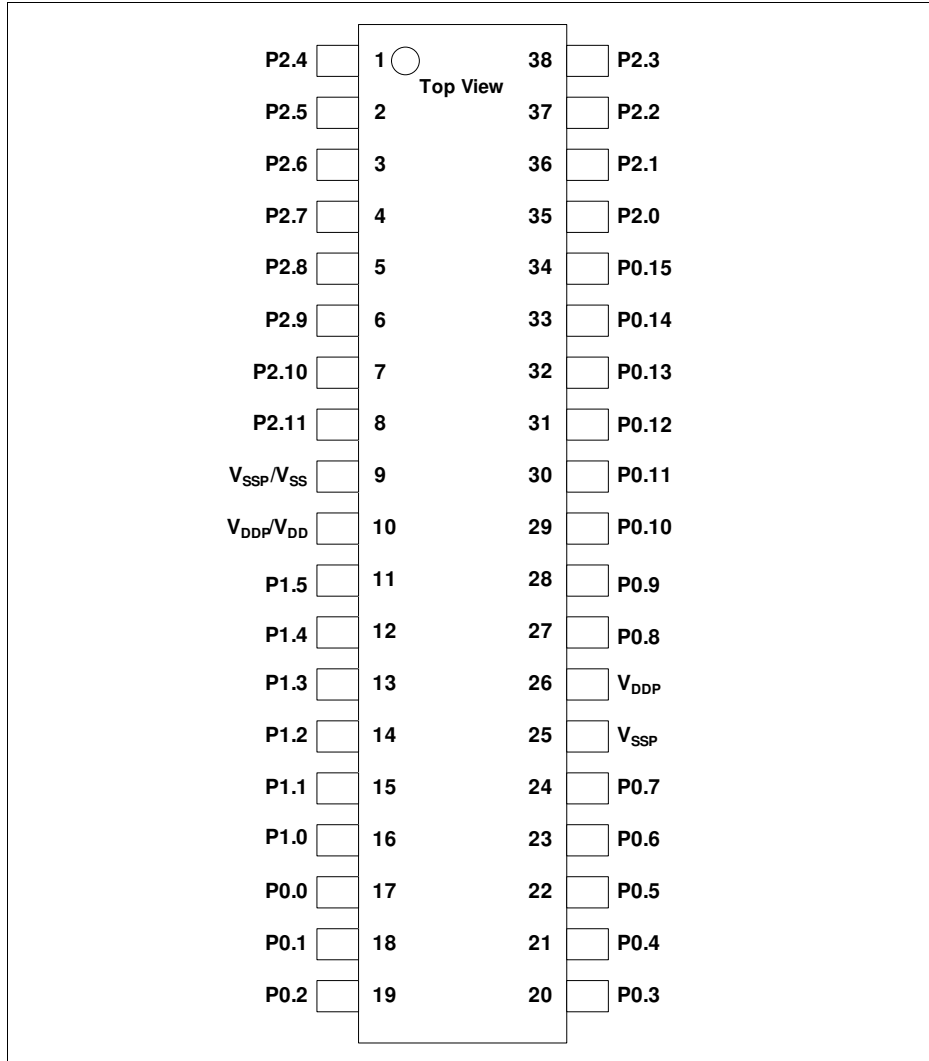 P2.4 1 38 P2.3
Top View
P2.5 2 37 P2.2
P2.6 3 36 P2.1
P2.7 4 35 P2.0
P2.8 5 34 P0.15
P2.9 6 33 P0.14
P2.10 7 32 P0.13
P2.11 8 31 P0.12
VSSP/VSS 9 30 P0.11
VDDP/VDD 10 29 P0.10
P1.5 11 28 P0.9
P1.4 12 27 P0.8
P1.3 13 26 VDDP
P1.2 14 25 VSSP
P1.1 15 24 P0.7
P1.0 16 23 P0.6
P0.0 17 22 P0.5
P0.1 18 21 P0.4
P0.2 19 20 P0.3